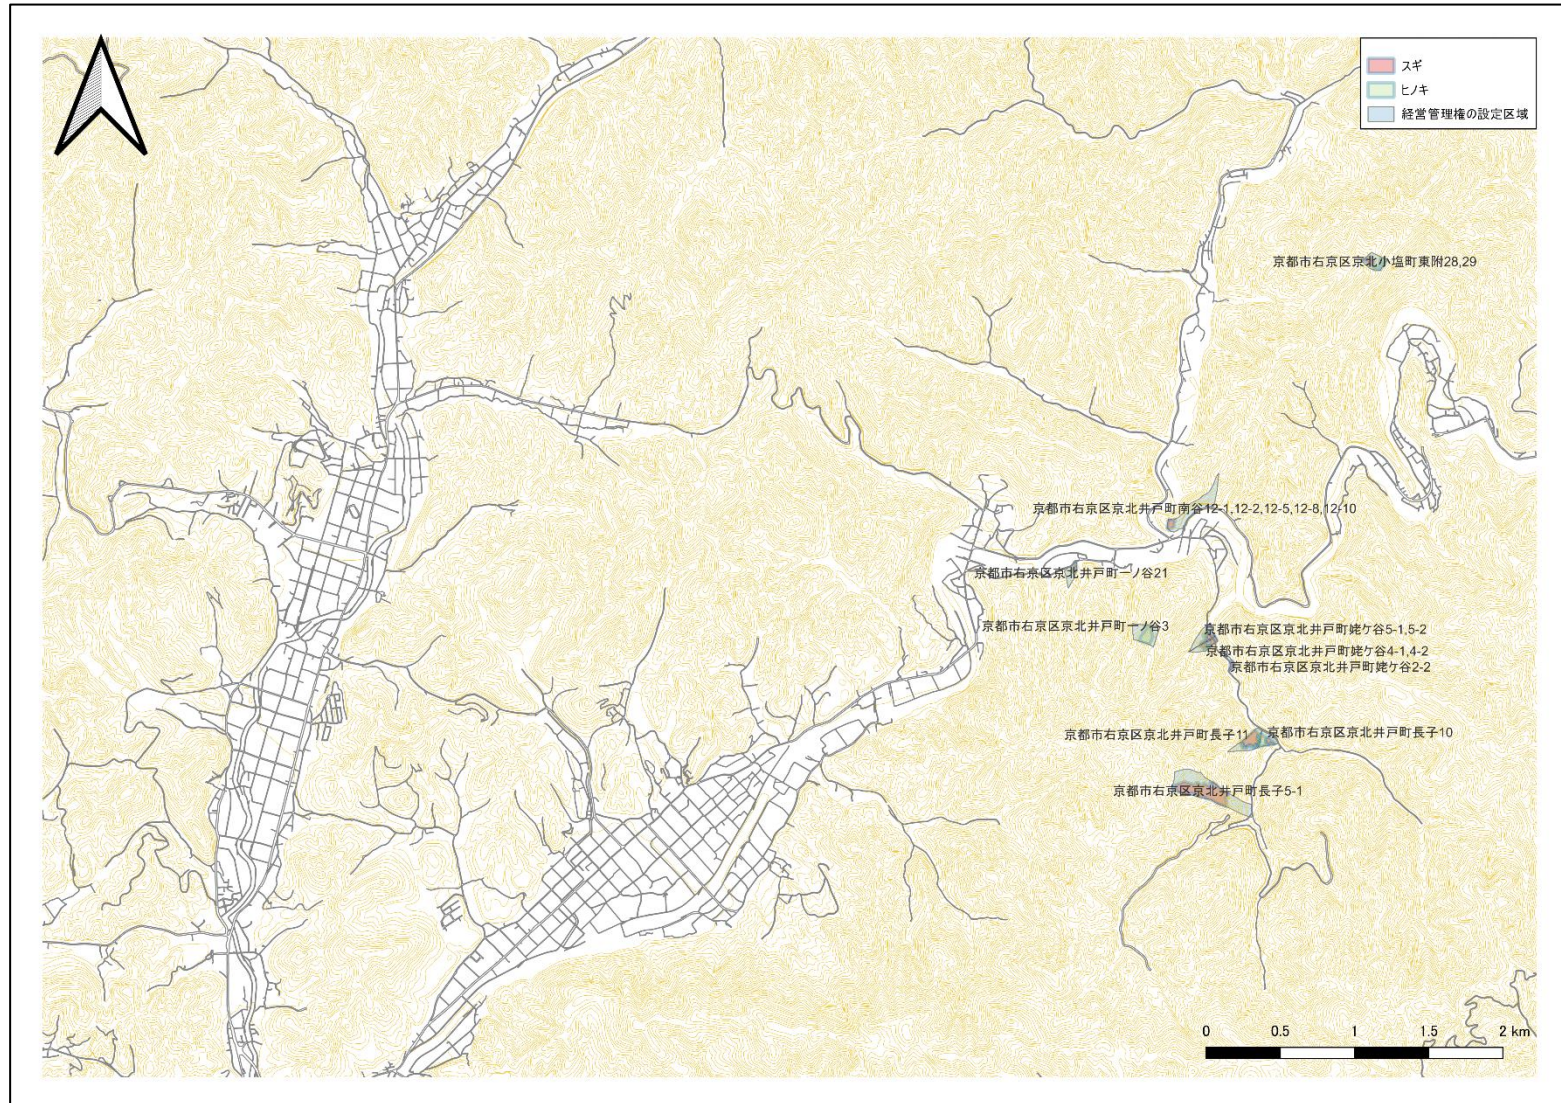 スギ
ヒノキ
経営管理権の設定区域
京都市右京区京北小塩町東附28,29
京都市右京区京北井戸町南谷12-1,12-2,12-5,12-8,12-10
京都市右京区京北井戸町一ノ谷21
京都市右京区京北井戸町一ノ谷3
京都市右京区京北井戸町姥ケ谷5-1,5-2
京都市右京区京北井戸町姥ケ谷4-1,4-2
京都市右京区京北井戸町姥ケ谷2-2
京都市右京区京北井戸町長子11
京都市右京区京北井戸町長子10
京都市右京区京北井戸町長子5-1
0 0.5 1 1.5 2 km